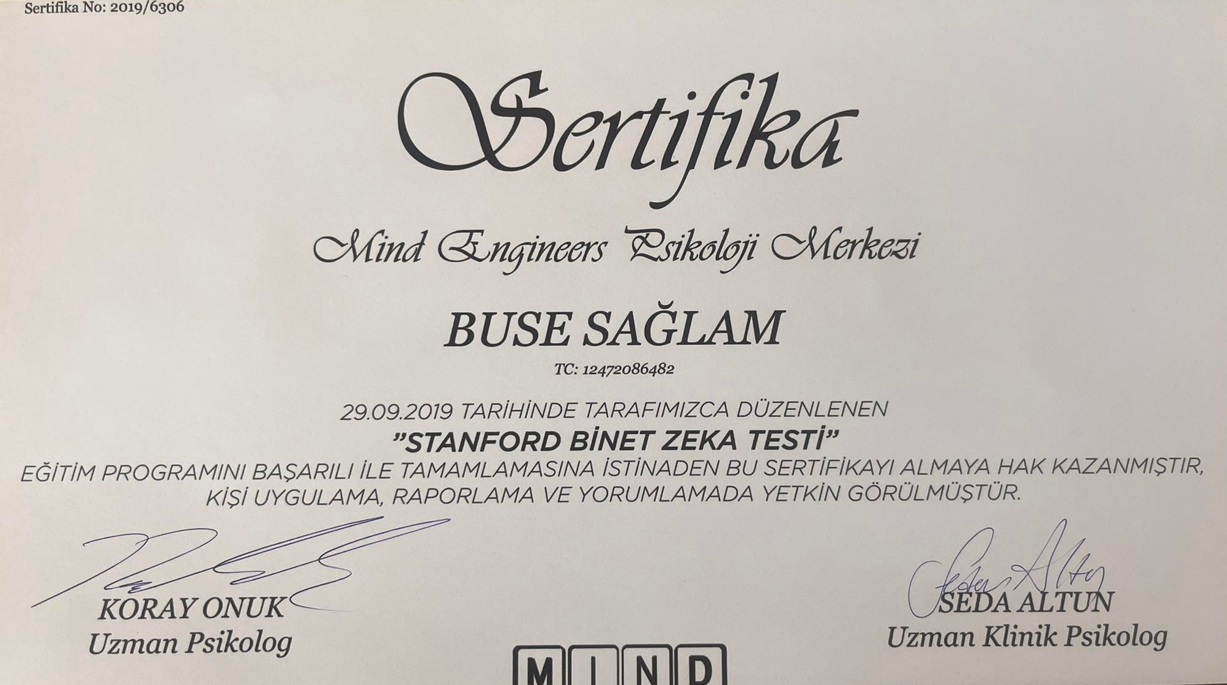 Sertifika No: 2019/6306
Sertifika
Mind Engineers Psikoloji Merkezi
BUSE SAĞLAM
TC: 12472086482
29.09.2019 TARİHİNDE TARAFIMIZCA DÜZENLENEN
"STANFORD BİNET ZEKA TESTİ"
EĞİTİM PROGRAMINI BAŞARILI İLE TAMAMLAMASINA İSTİNADEN BU SERTİFİKAYI ALMAYA HAK KAZANMIŞTIR,
KİŞİ UYGULAMA, RAPORLAMA VE YORUMLAMADA YETKİN GÖRÜLMÜŞTÜR.
Seda Altun
KORAY ONUK
SEDA ALTUN
Uzman Psikolog
Uzman Klinik Psikolog
MIND